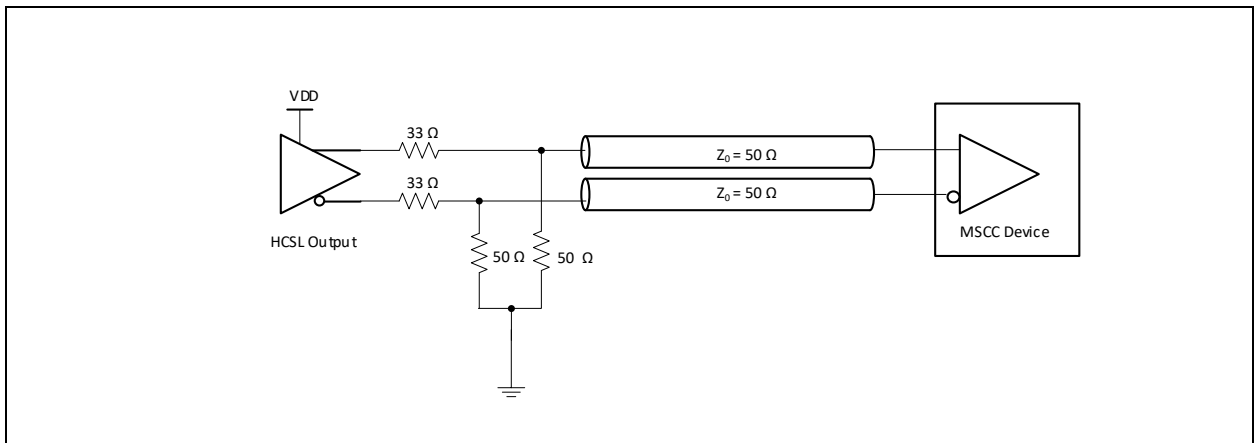 VDD
33 Ω
Z0 = 50 Ω
33 Ω
Z0 = 50 Ω
HCSL Output
MSCC Device
50 Ω
50 Ω